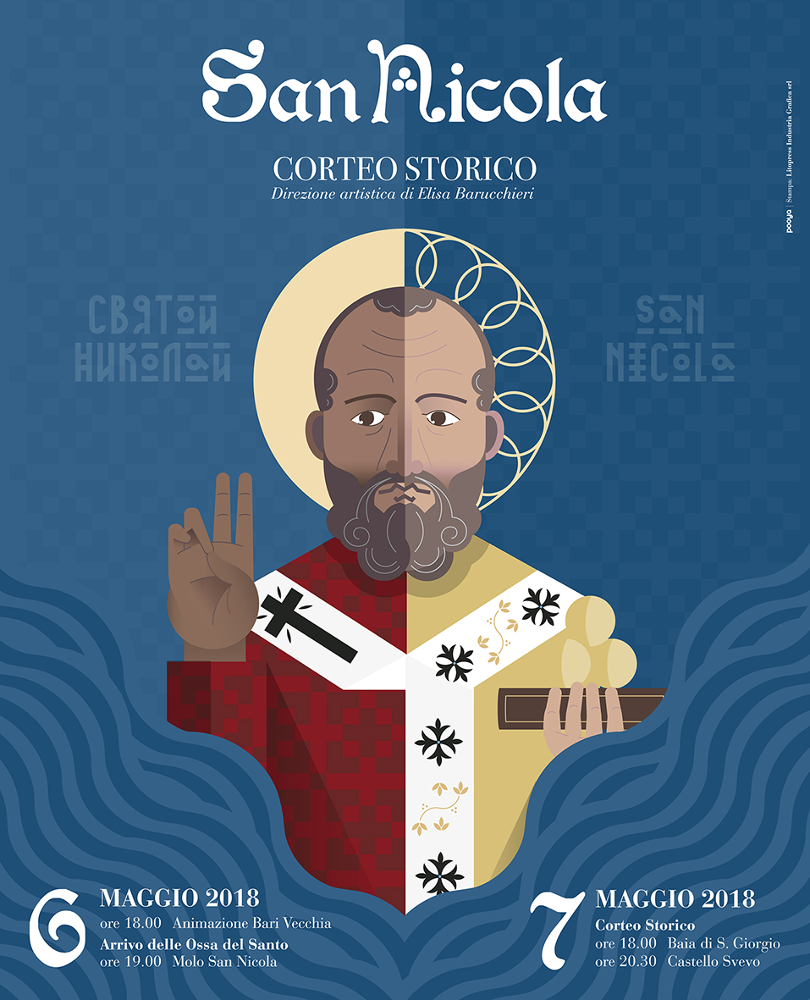 San Nicola
CORTEO STORICO
Direzione artistica di Elisa Barucchieri
pooya | Stampa: Litopress Industria Grafica srl
СВЯТОЙ
НИКОЛАЙ
SAN
NICOLA
6 MAGGIO 2018
ore 18.00 Animazione Bari Vecchia
Arrivo delle Ossa del Santo
ore 19.00 Molo San Nicola
7 MAGGIO 2018
Corteo Storico
ore 18.00 Baia di S. Giorgio
ore 20.30 Castello Svevo